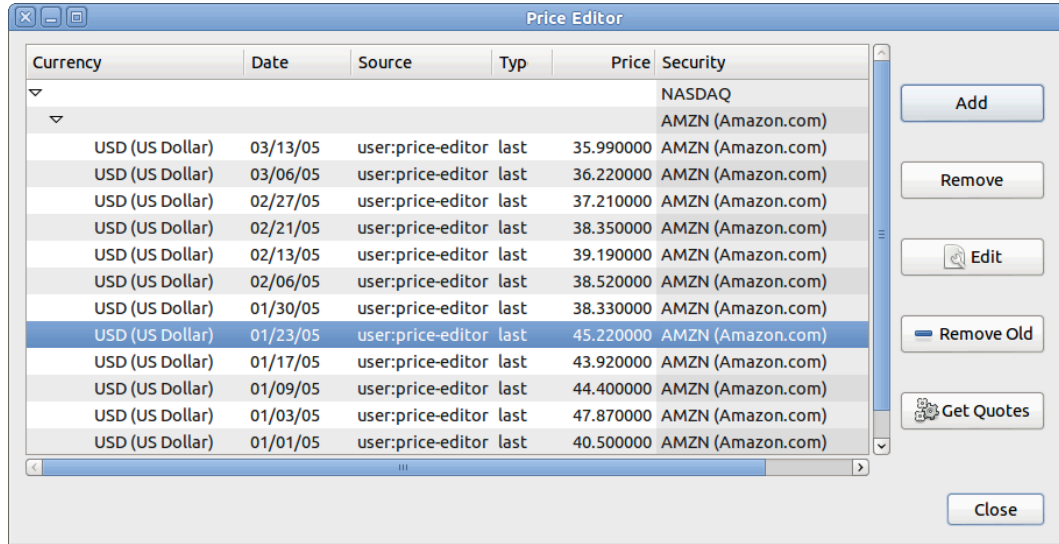 Price Editor
Currency Date Source Typ Price Security
NASDAQ
AMZN (Amazon.com)
USD (US Dollar) 03/13/05 user:price-editor last 35.990000 AMZN (Amazon.com)
USD (US Dollar) 03/06/05 user:price-editor last 36.220000 AMZN (Amazon.com)
USD (US Dollar) 02/27/05 user:price-editor last 37.210000 AMZN (Amazon.com)
USD (US Dollar) 02/21/05 user:price-editor last 38.350000 AMZN (Amazon.com)
USD (US Dollar) 02/13/05 user:price-editor last 39.190000 AMZN (Amazon.com)
USD (US Dollar) 02/06/05 user:price-editor last 38.520000 AMZN (Amazon.com)
USD (US Dollar) 01/30/05 user:price-editor last 38.330000 AMZN (Amazon.com)
USD (US Dollar) 01/23/05 user:price-editor last 45.220000 AMZN (Amazon.com)
USD (US Dollar) 01/17/05 user:price-editor last 43.920000 AMZN (Amazon.com)
USD (US Dollar) 01/09/05 user:price-editor last 44.400000 AMZN (Amazon.com)
USD (US Dollar) 01/03/05 user:price-editor last 47.870000 AMZN (Amazon.com)
USD (US Dollar) 01/01/05 user:price-editor last 40.500000 AMZN (Amazon.com)
Add
Remove
Edit
Remove Old
Get Quotes
Close